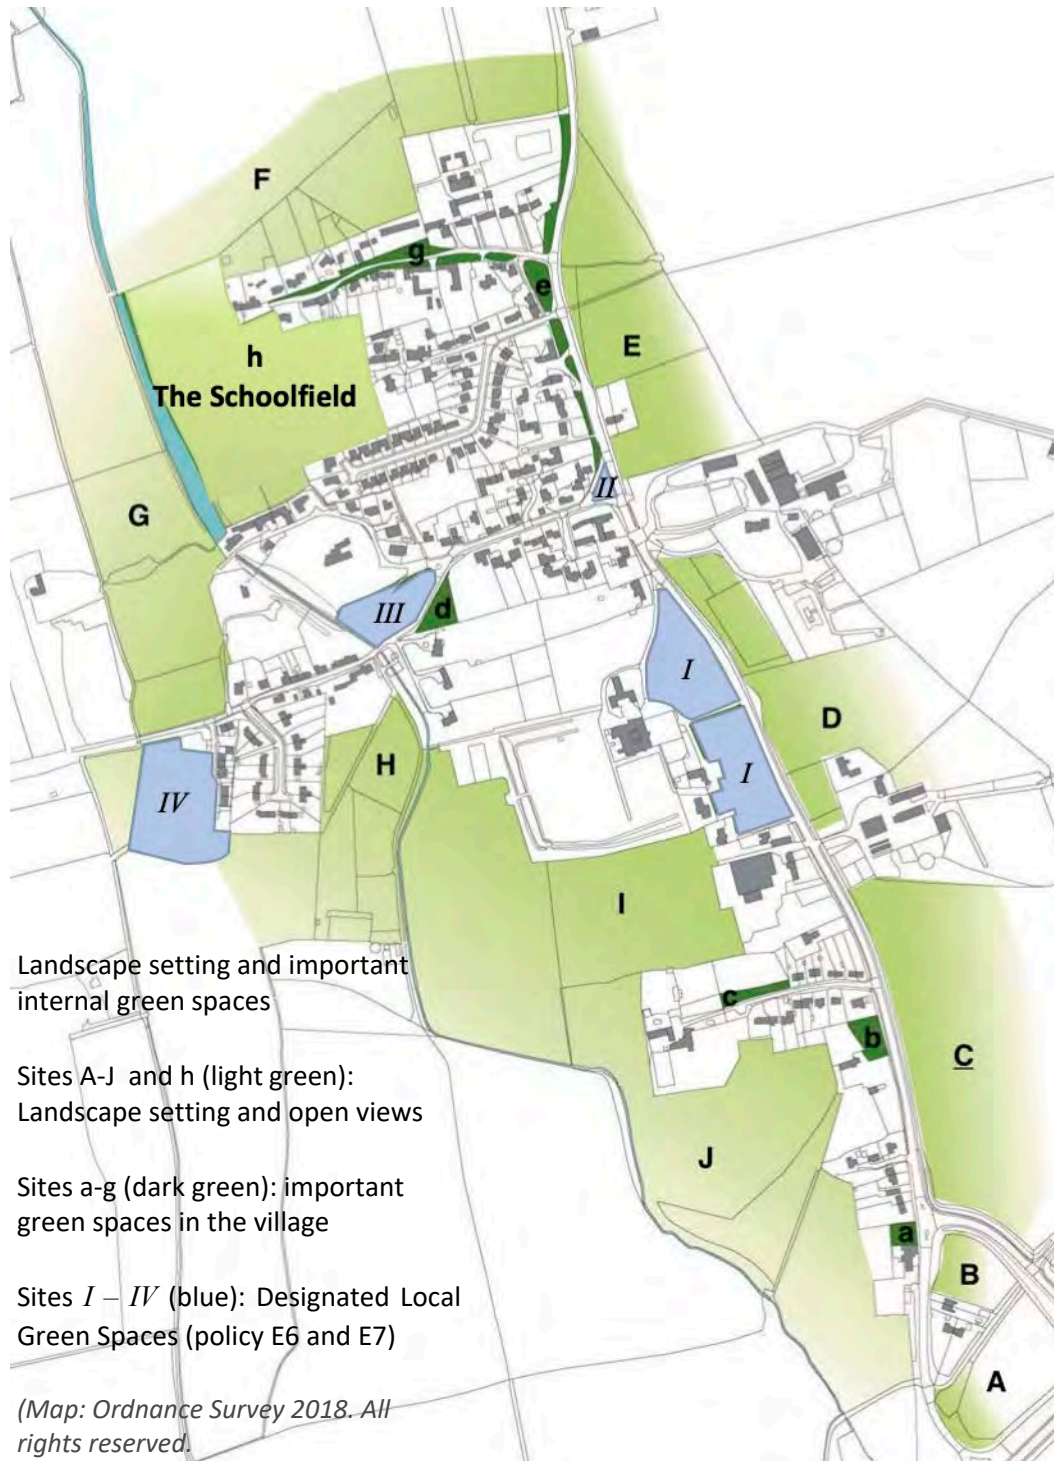 F
g
e
h
The Schoolfield
E
G
II
III
d
I
D
H
I
IV
I
Landscape setting and important
internal green spaces
c
b
C
Sites A-J and h (light green):
Landscape setting and open views
J
Sites a-g (dark green): important
green spaces in the village
a
B
Sites I – IV (blue): Designated Local
Green Spaces (policy E6 and E7)
A
(Map: Ordnance Survey 2018. All
rights reserved.